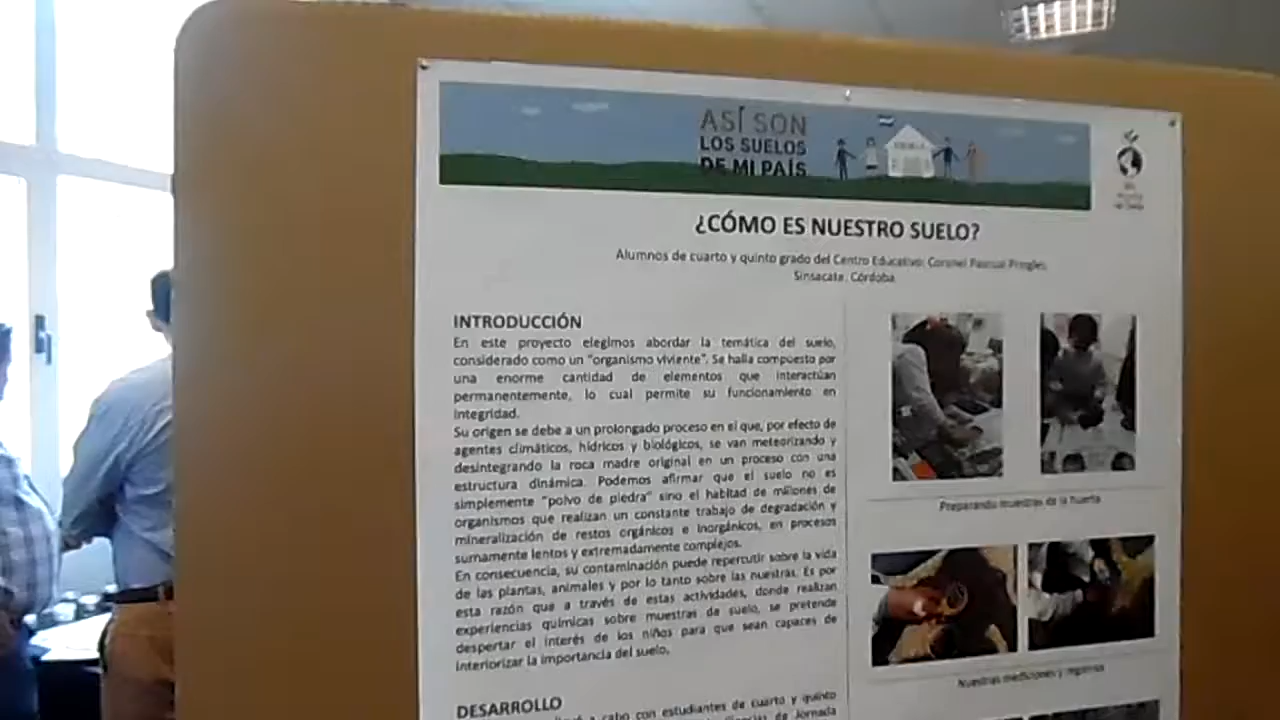 ASÍ SON
LOS SUELOS
DE MI PAÍS
¿CÓMO ES NUESTRO SUELO?
Alumnos de cuarto y quinto grado del Centro Educativo: Coronel Pascual Pringles
Sinsacate. Córdoba
INTRODUCCIÓN
En este proyecto elegimos abordar la temática del suelo,
considerado como un "organismo viviente". Se halla compuesto por
una enorme cantidad de elementos que interactúan
permanentemente, lo cual permite su funcionamiento en
integridad.
Su origen se debe a un prolongado proceso en el que, por efecto de
agentes climáticos, hídricos y biológicos, se van meteorizando y
desintegrando la roca madre original en un proceso con una
estructura dinámica. Podemos afirmar que el suelo no es
simplemente "polvo de piedra" sino el habitad de millones de
organismos que realizan un constante trabajo de degradación y
mineralización de restos orgánicos e inorgánicos, en procesos
sumamente lentos y extremadamente complejos.
En consecuencia, su contaminación puede repercutir sobre la vida
de las plantas, animales y por lo tanto sobre las nuestras. Es por
esta razón que a través de estas actividades, donde realizan
experiencias químicas sobre muestras de suelo, se pretende
despertar el interés de los niños para que sean capaces de
interiorizar la importancia del suelo.
DESARROLLO
a cabo con estudiantes de cuarto y quinto
de Jornada
Preparando muestras de la huerta
Nuestras mediciones y registros